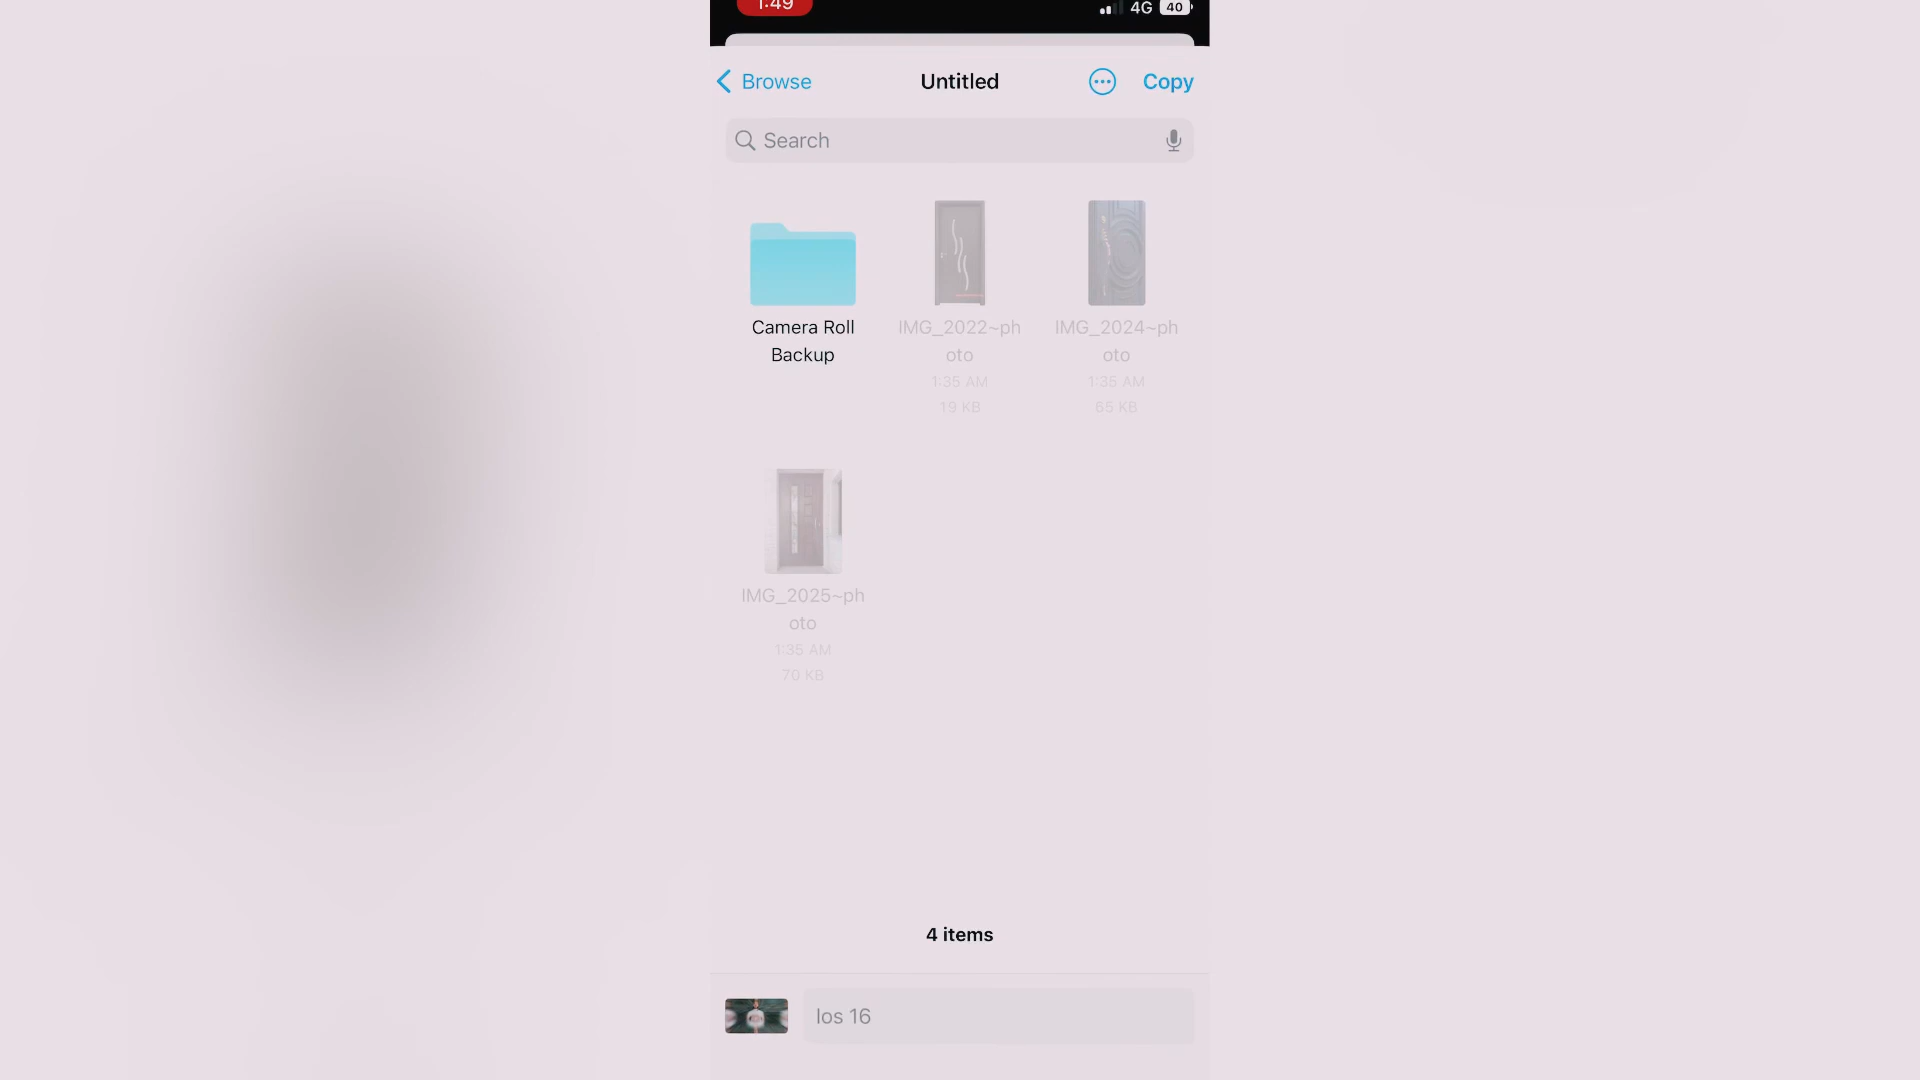 1:49
4G 40
Browse
Untitled
Copy
Search
Camera Roll
Backup
IMG_2022~ph
oto
1:35 AM
19 KB
IMG_2024~ph
oto
1:35 AM
65 KB
IMG_2025~ph
oto
1:35 AM
70 KB
4 items
Ios 16